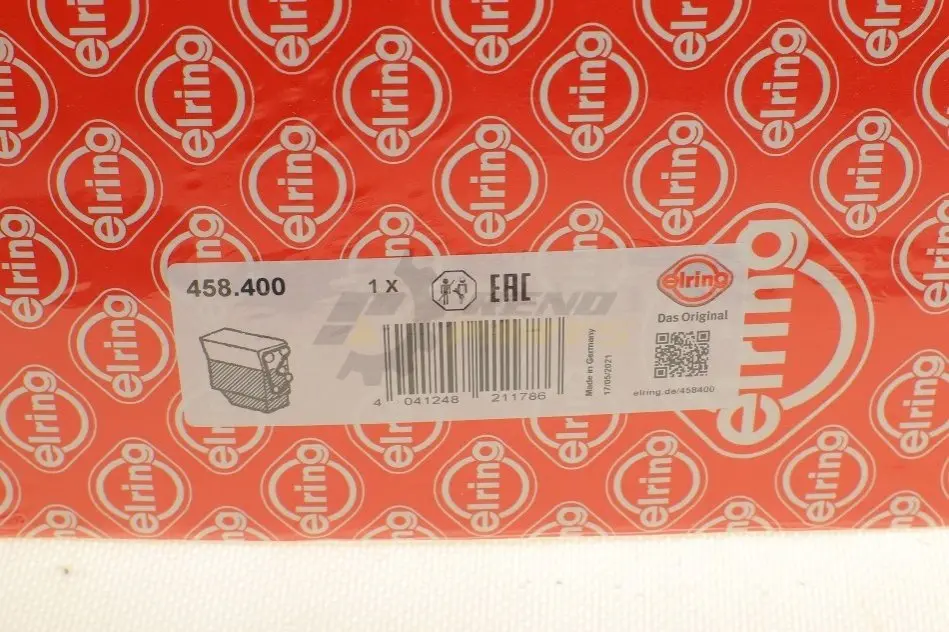 458.400
1 X
EAC
elring
Das Original
elring.de/458400
4 041248 211786
Made in Germany
17/05/2021